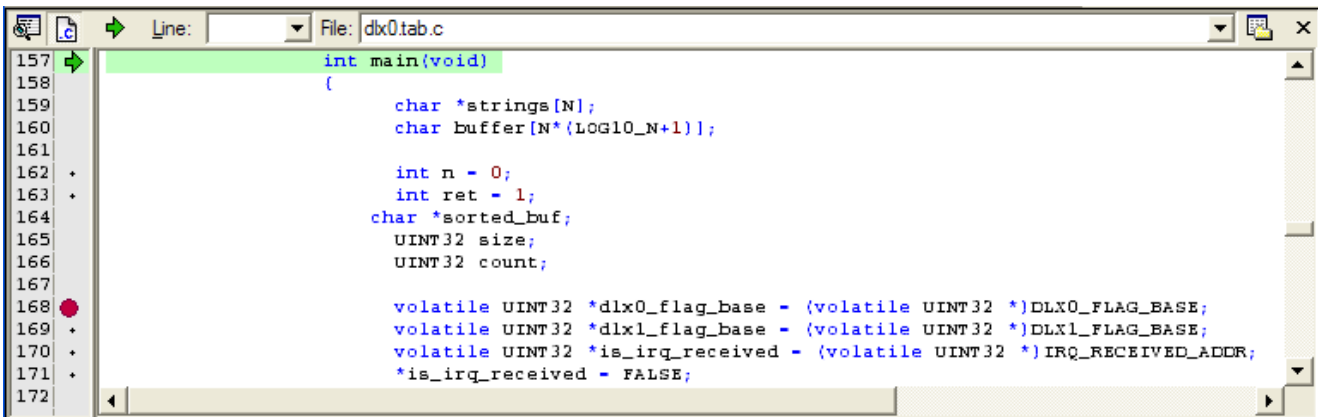 .c Line: File: dlx0.tab.c
157 int main(void)
158 {
159 char *strings[N];
160 char buffer[N*(LOG10_N+1)];
161
162 int n = 0;
163 int ret = 1;
164 char *sorted_buf;
165 UINT32 size;
166 UINT32 count;
167
168 volatile UINT32 *dlx0_flag_base = (volatile UINT32 *)DLX0_FLAG_BASE;
169 volatile UINT32 *dlx1_flag_base = (volatile UINT32 *)DLX1_FLAG_BASE;
170 volatile UINT32 *is_irq_received = (volatile UINT32 *)IRQ_RECEIVED_ADDR;
171 *is_irq_received = FALSE;
172